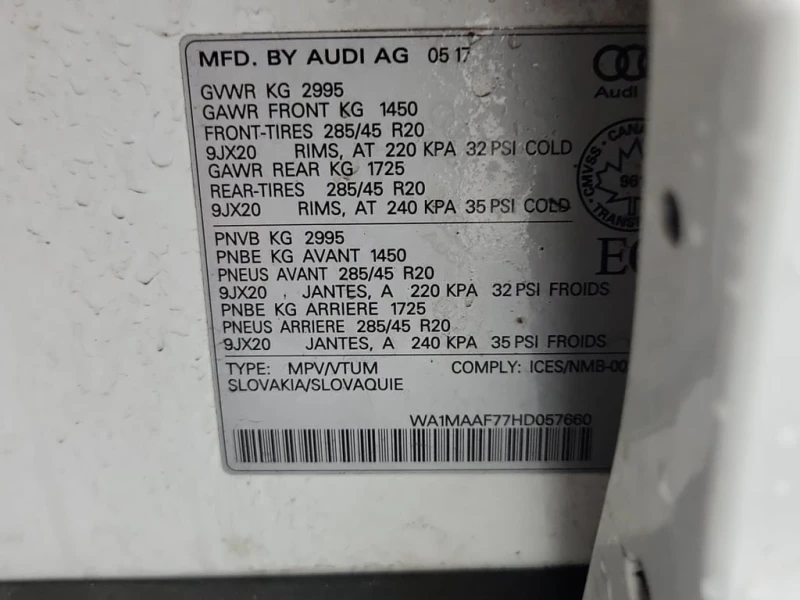 MFD. BY AUDI AG 05 17
Audi
GVWR KG 2995
GAWR FRONT KG 1450
FRONT-TIRES 285/45 R20
9JX20 RIMS, AT 220 KPA 32 PSI COLD
GAWR REAR KG 1725
REAR-TIRES 285/45 R20
9JX20 RIMS, AT 240 KPA 35 PSI COLD
CMVSS
PNVB KG 2995
PNBE KG AVANT 1450
PNEUS AVANT 285/45 R20
9JX20 , JANTES, A 220 KPA 32 PSI FROIDS
PNBE KG ARRIERE 1725
PNEUS ARRIERE 285/45 R20
9JX20 JANTES, A 240 KPA 35 PSI FROIDS
TYPE: MPV/VTUM COMPLY: ICES/NMB-00
SLOVAKIA/SLOVAQUIE
WA1MAAF77HD057660